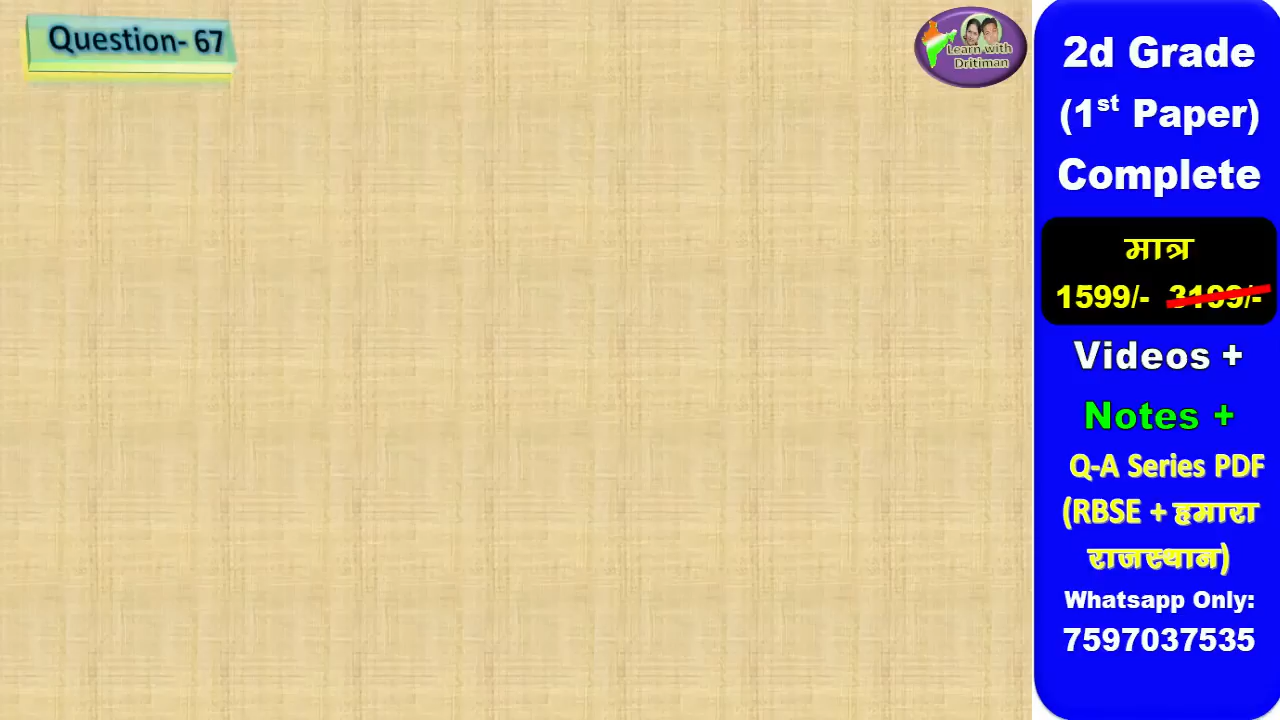 Question- 67
Learn with
Dritiman
2d Grade
(1st Paper)
Complete
मात्र
1599/- 3199/-
Videos +
Notes +
Q-A Series PDF
(RBSE + हमारा
राजस्थान)
Whatsapp Only:
7597037535